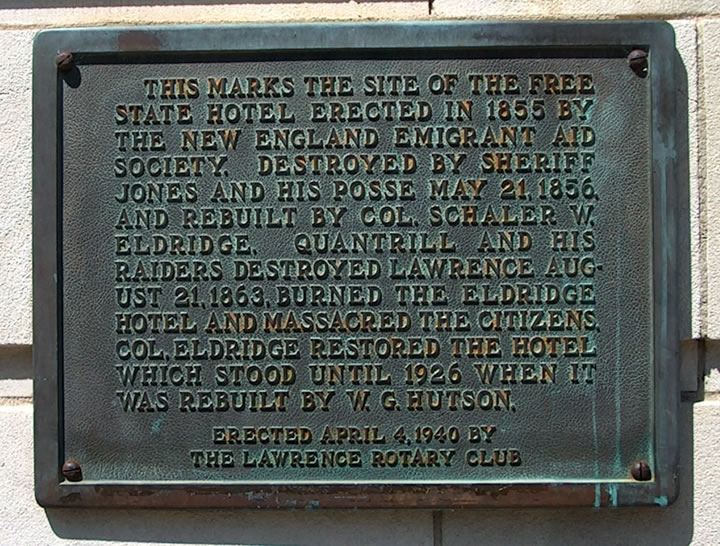 THIS MARKS THE SITE OF THE FREE
STATE HOTEL ERECTED IN 1855 BY
THE NEW ENGLAND EMIGRANT AID
SOCIETY. DESTROYED BY SHERIFF
JONES AND HIS POSSE MAY 21, 1856,
AND REBUILT BY COL. SCHALER W.
ELDRIDGE. QUANTRILL AND HIS
RAIDERS DESTROYED LAWRENCE AUG-
UST 21, 1863, BURNED THE ELDRIDGE
HOTEL AND MASSACRED THE CITIZENS.
COL. ELDRIDGE RESTORED THE HOTEL
WHICH STOOD UNTIL 1926 WHEN IT
WAS REBUILT BY W. G. HUTSON.
ERECTED APRIL 4, 1940 BY
THE LAWRENCE ROTARY CLUB